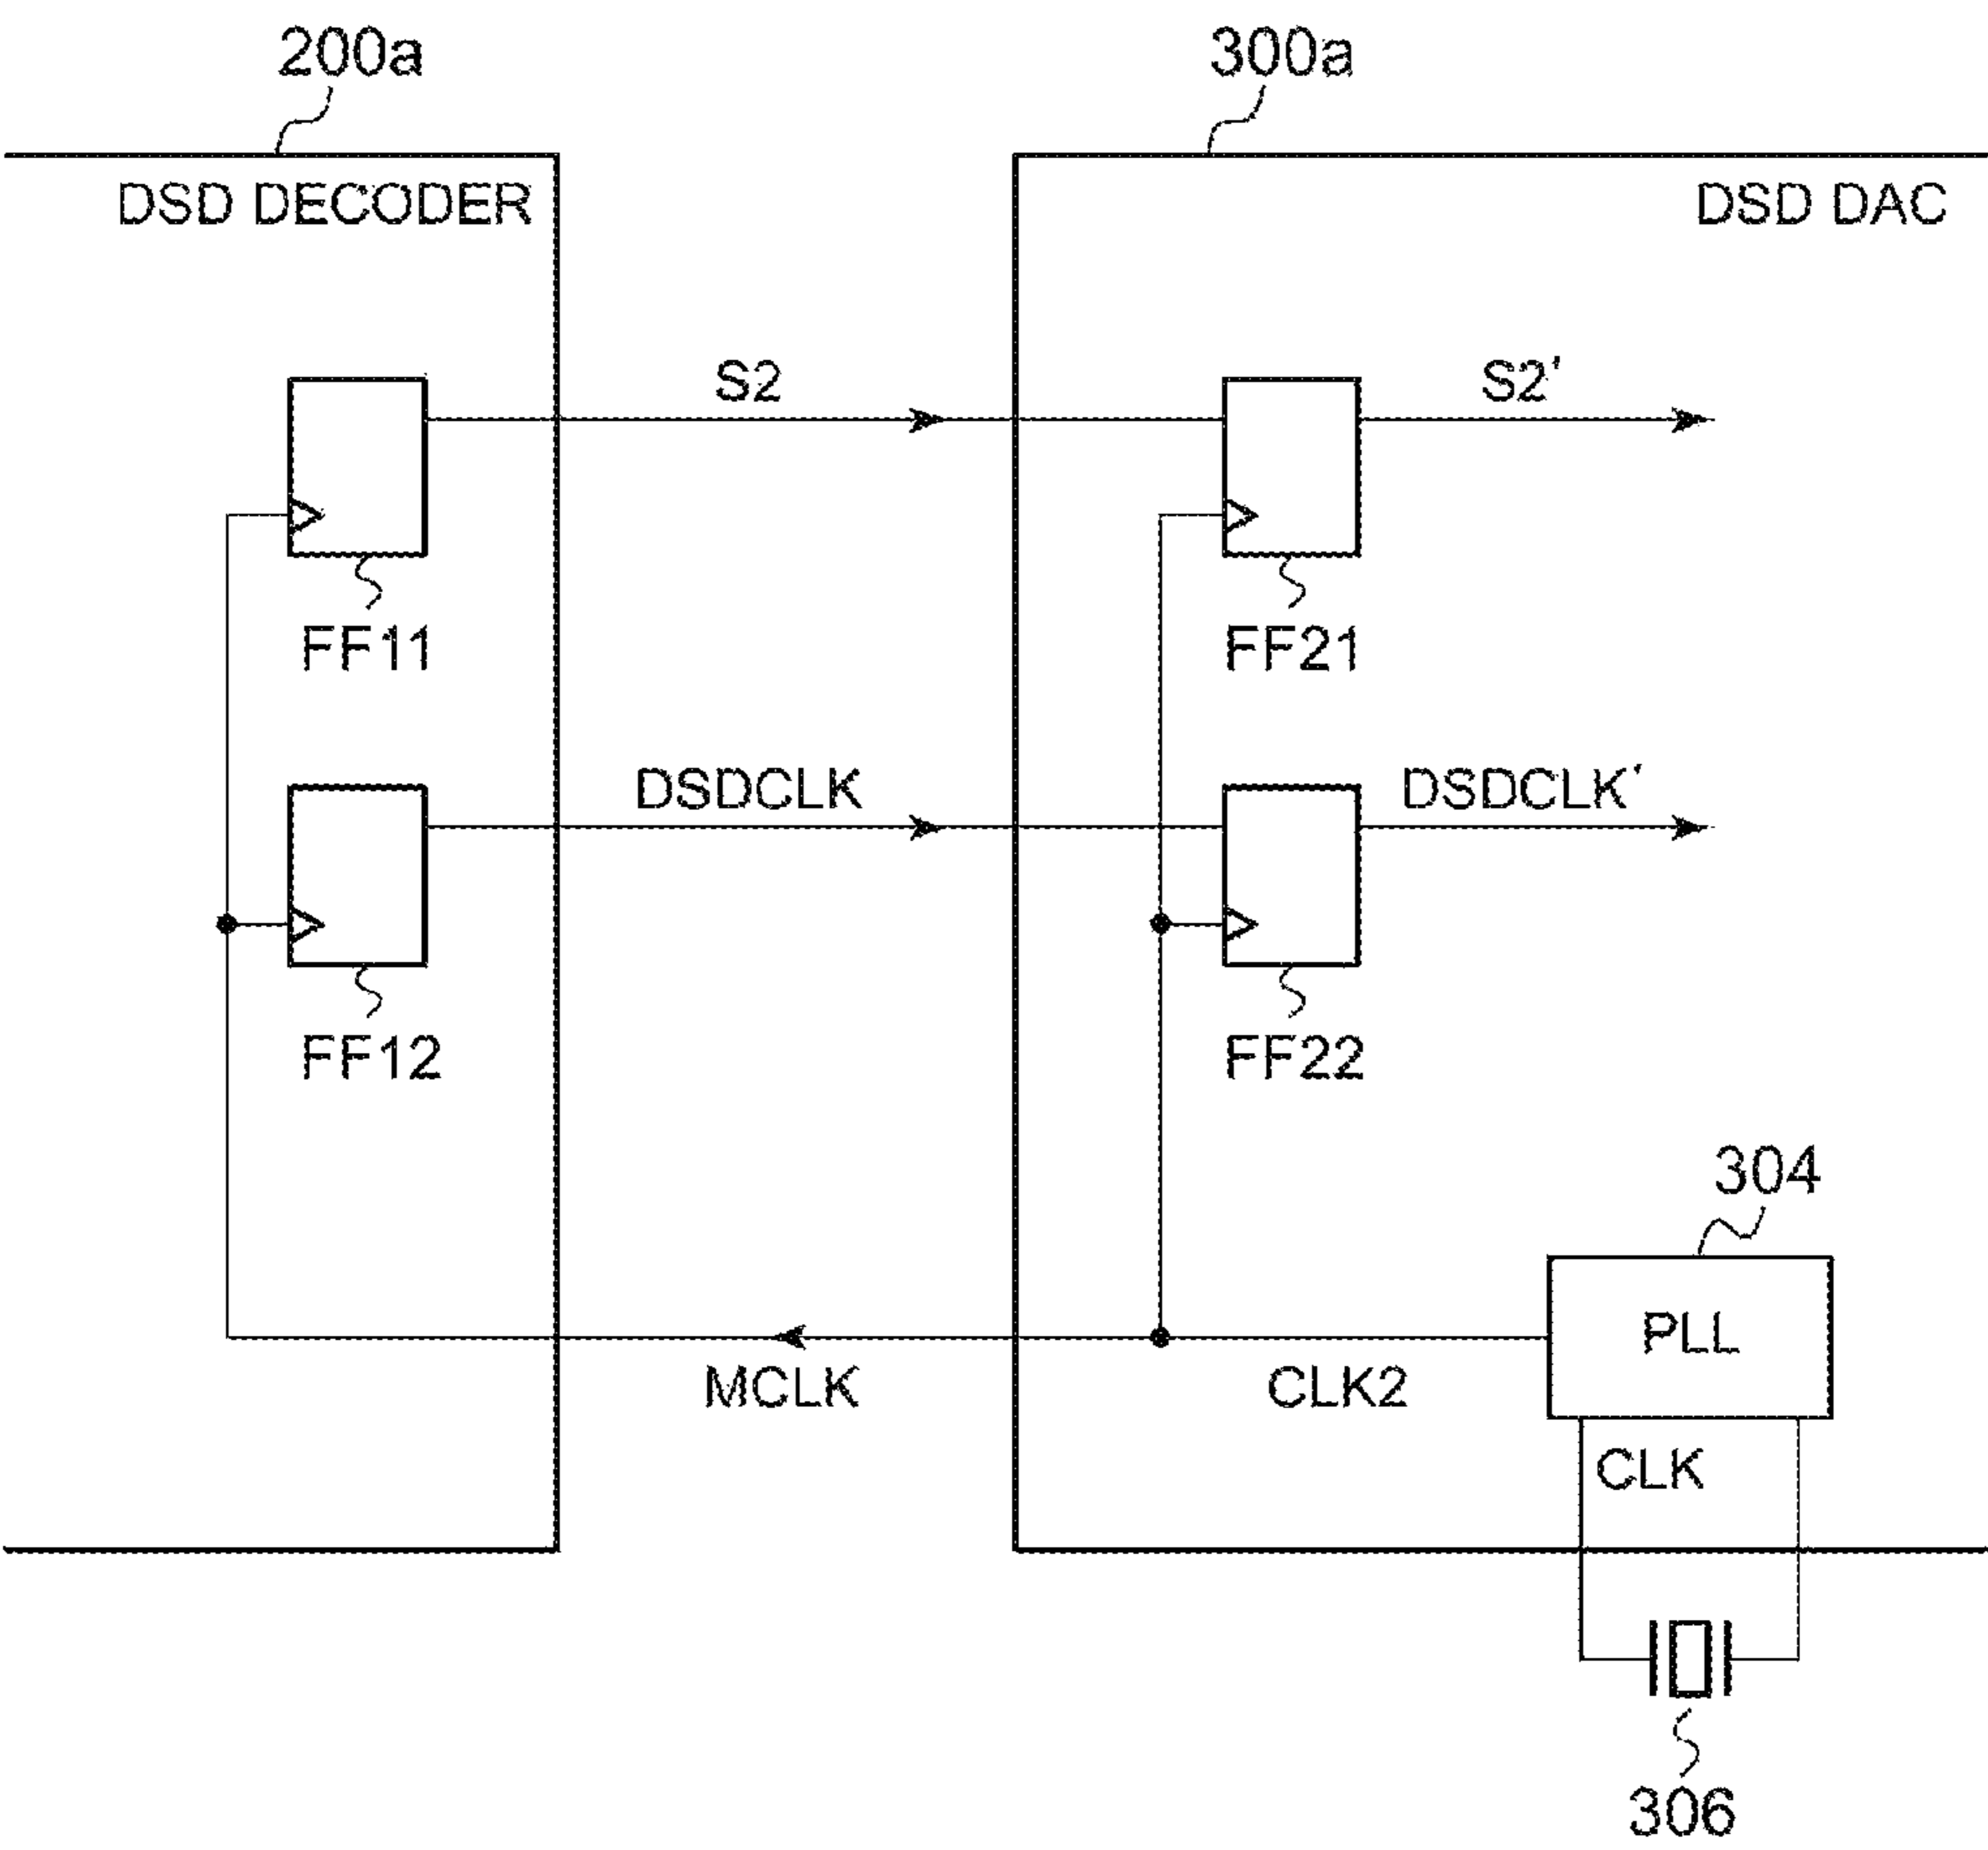 200a
300a
DSD DECODER
DSD DAC
S2
S2'
FF11
FF21
DSDCLK
DSDCLK'
FF12
FF22
304
PLL
MCLK
CLK2
CLK
306